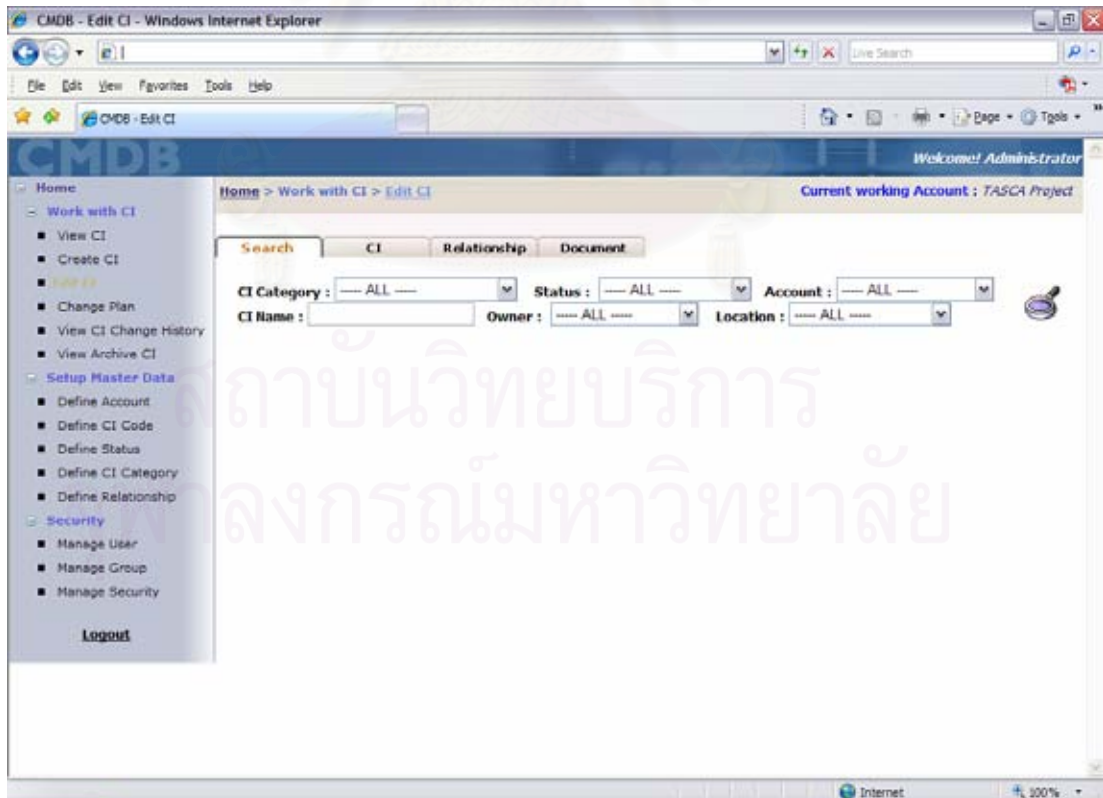 CMDB - Edit CI - Windows Internet Explorer
Live Search
File Edit View Favorites Tools Help
CMDB - Edit CI
Page Tools
CMDB
Welcome! Administrator
Home
Work with CI
View CI
Create CI
Edit CI
Change Plan
View CI Change History
View Archive CI
Setup Master Data
Define Account
Define CI Code
Define Status
Define CI Category
Define Relationship
Security
Manage User
Manage Group
Manage Security
Logout
Home > Work with CI > Edit CI
Current working Account : TASCA Project
Search CI Relationship Document
CI Category : ---- ALL ---- Status : ---- ALL ---- Account : ---- ALL ----
CI Name : Owner : ---- ALL ---- Location : ---- ALL ----
สถาบันวิทยบริการ
จุฬาลงกรณ์มหาวิทยาลัย
Internet 100%